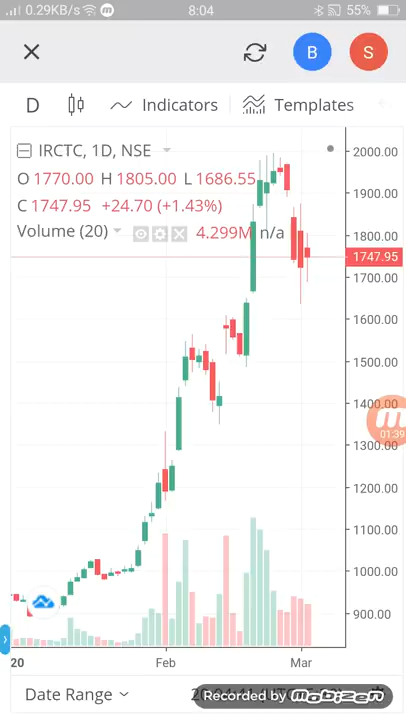 0.29KB/s 8:04 55%
B S
D Indicators Templates
IRCTC, 1D, NSE
O 1770.00 H 1805.00 L 1686.55
C 1747.95 +24.70 (+1.43%)
Volume (20) 4.299M n/a
2000.00
1900.00
1800.00
1747.95
1700.00
1600.00
1500.00
1400.00
01:39
1300.00
1200.00
1100.00
1000.00
900.00
20 Feb Mar
Date Range
Recorded by mobizen